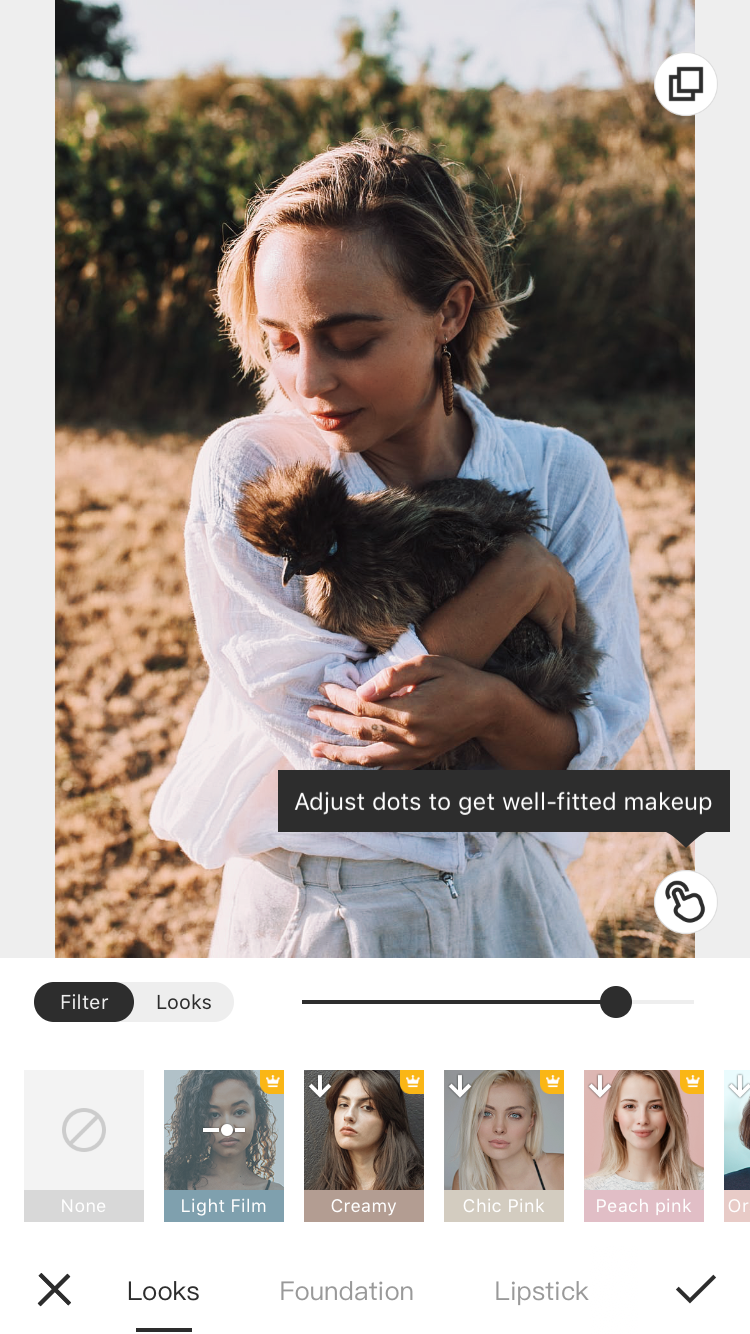 Adjust dots to get well-fitted makeup
Filter Looks
None Light Film Creamy Chic Pink Peach pink Or
Looks Foundation Lipstick